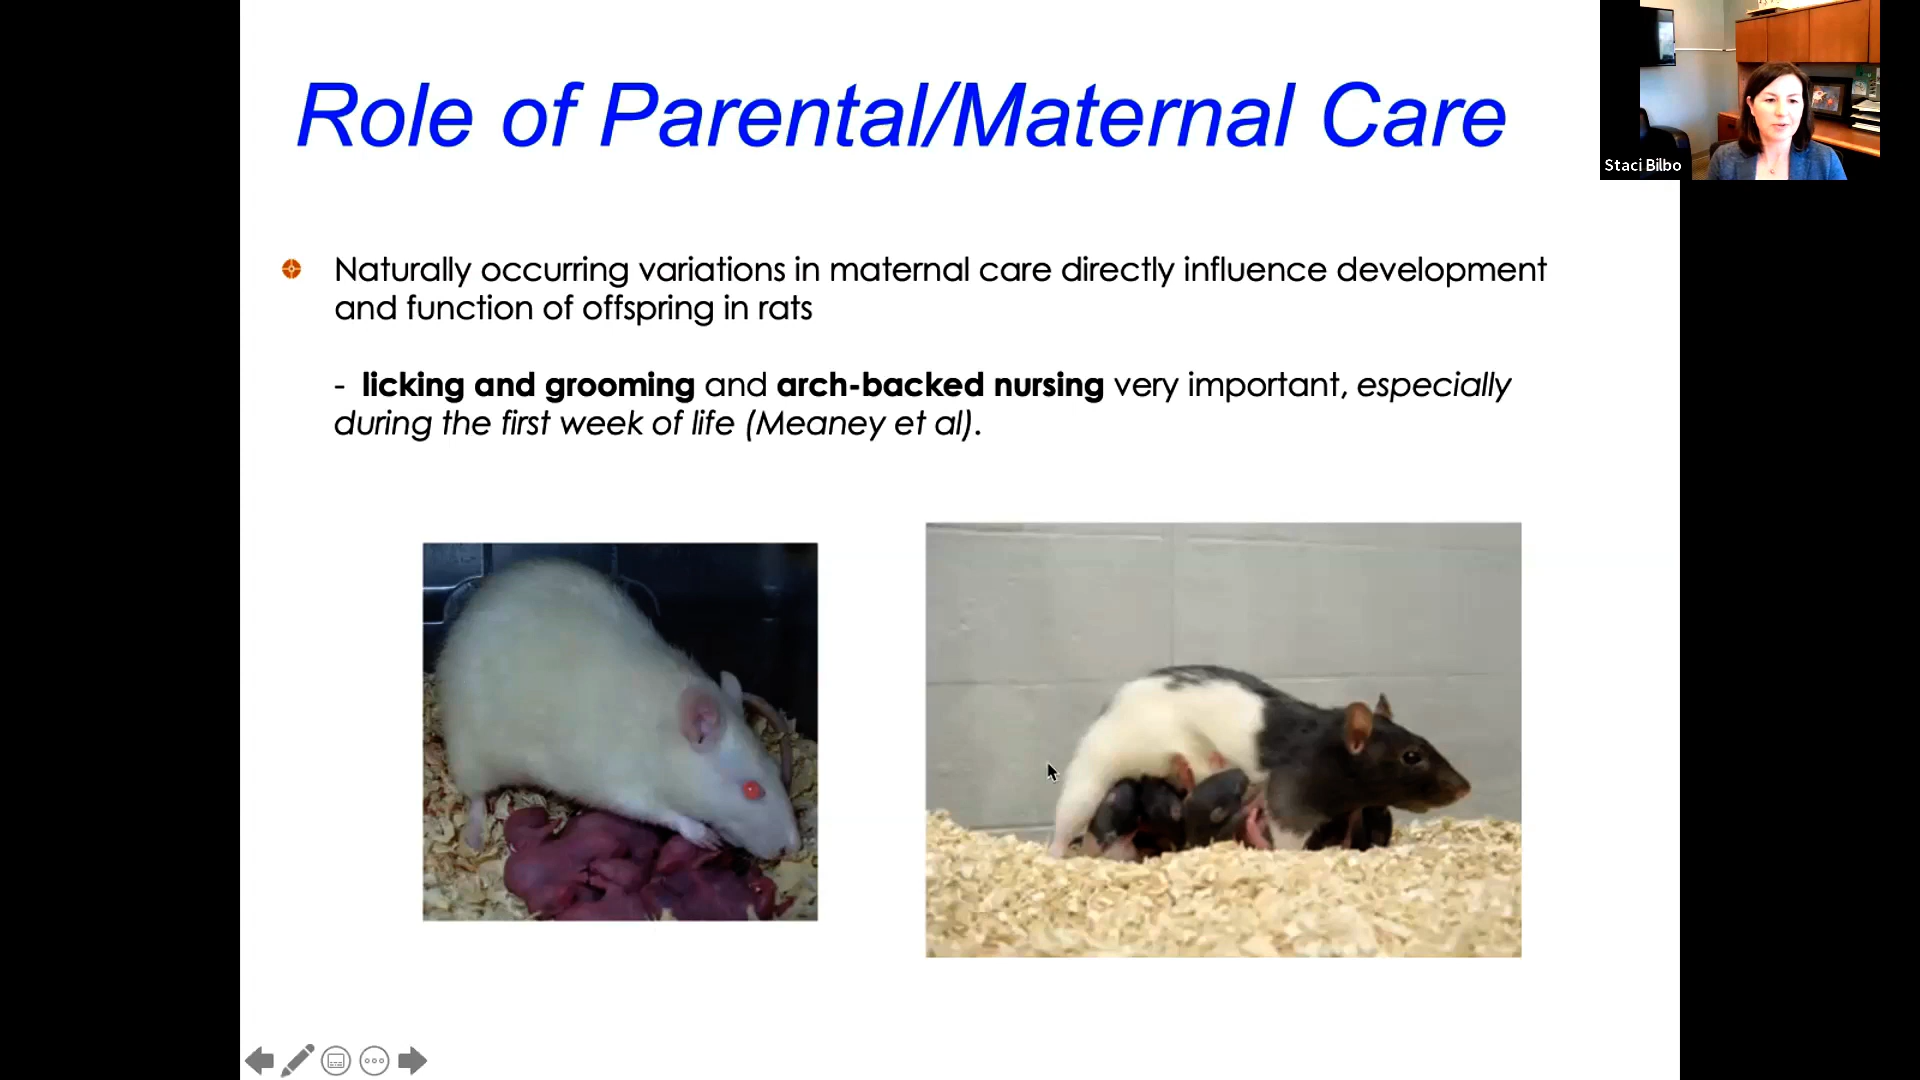 Role of Parental/Maternal Care
Staci Bilbo
Naturally occurring variations in maternal care directly influence development
and function of offspring in rats
- licking and grooming and arch-backed nursing very important, especially
during the first week of life (Meaney et al).